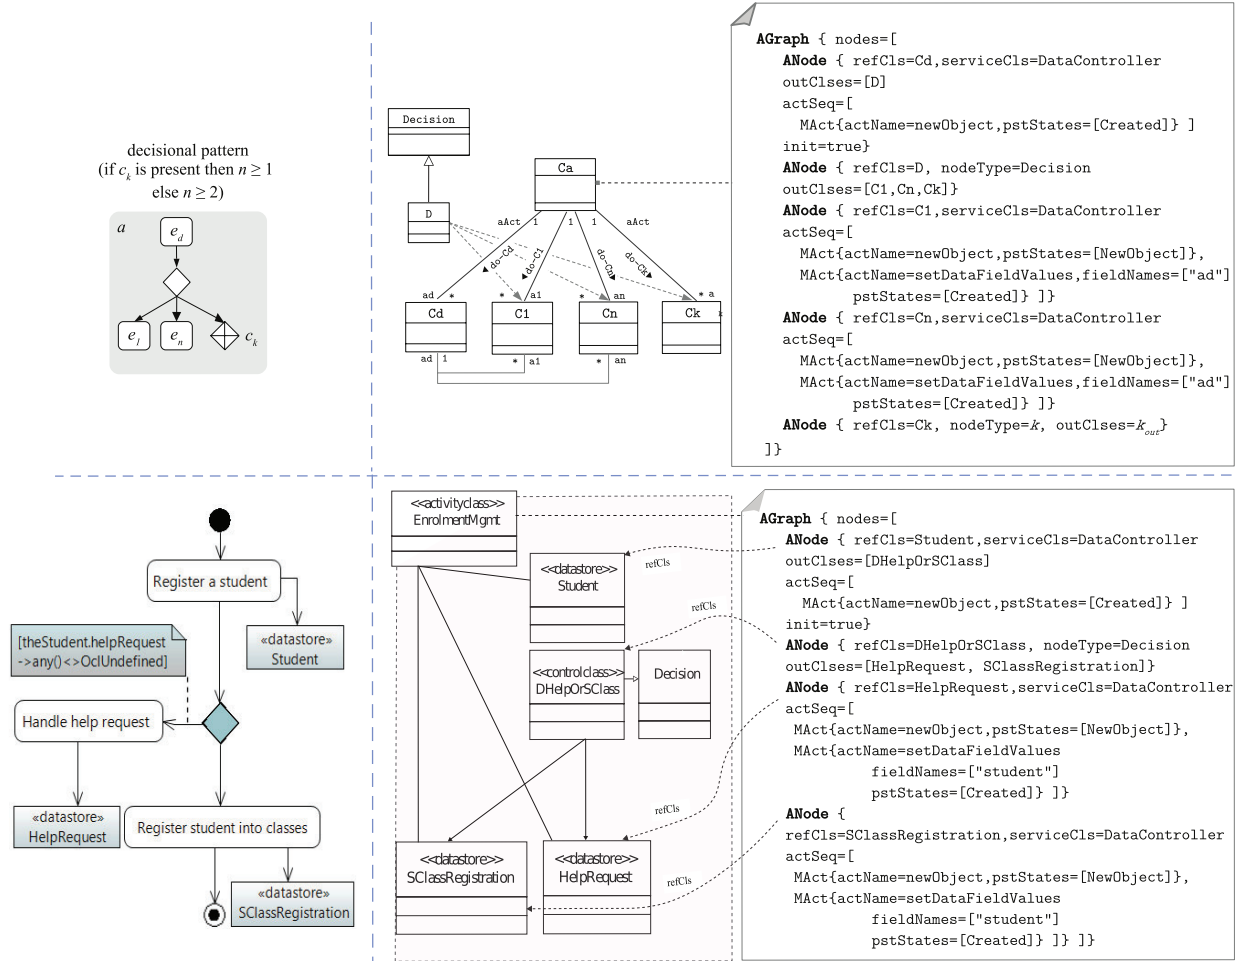 decisional pattern
(if c_k is present then n ≥ 1
else n ≥ 2)
a
e_d
e_l
e_n
c_k
Decision
D
Ca
aAct
1
1
1
aAct
do-Cd
do-C1
do-Cn
do-Ck
ad
*
*
a1
*
an
*
a
Cd
C1
Cn
Ck
*
ad
1
*
a1
*
an
AGraph { nodes=[
ANode { refCls=Cd,serviceCls=DataController
outClses=[D]
actSeq=[
MAct{actName=newObject,pstStates=[Created]} ]
init=true}
ANode { refCls=D, nodeType=Decision
outClses=[C1,Cn,Ck]}
ANode { refCls=C1,serviceCls=DataController
actSeq=[
MAct{actName=newObject,pstStates=[NewObject]},
MAct{actName=setDataFieldValues,fieldNames=["ad"]
pstStates=[Created]} ]}
ANode { refCls=Cn,serviceCls=DataController
actSeq=[
MAct{actName=newObject,pstStates=[NewObject]},
MAct{actName=setDataFieldValues,fieldNames=["ad"]
pstStates=[Created]} ]}
ANode { refCls=Ck, nodeType=k, outClses=k_out}
]}
Register a student
«datastore»
Student
[theStudent.helpRequest
->any()<>OclUndefined]
Handle help request
«datastore»
HelpRequest
Register student into classes
«datastore»
SClassRegistration
<<activityclass>>
EnrolmentMgmt
<<datastore>>
Student
<<controlclass>>
DHelpOrSClass
Decision
<<datastore>>
SClassRegistration
<<datastore>>
HelpRequest
refCls
refCls
refCls
refCls
AGraph { nodes=[
ANode { refCls=Student,serviceCls=DataController
outClses=[DHelpOrSClass]
actSeq=[
MAct{actName=newObject,pstStates=[Created]} ]
init=true}
ANode { refCls=DHelpOrSClass, nodeType=Decision
outClses=[HelpRequest, SClassRegistration]}
ANode { refCls=HelpRequest,serviceCls=DataController
actSeq=[
MAct{actName=newObject,pstStates=[NewObject]},
MAct{actName=setDataFieldValues
fieldNames=["student"]
pstStates=[Created]} ]}
ANode {
refCls=SClassRegistration,serviceCls=DataController
actSeq=[
MAct{actName=newObject,pstStates=[NewObject]},
MAct{actName=setDataFieldValues
fieldNames=["student"]
pstStates=[Created]} ]} ]}